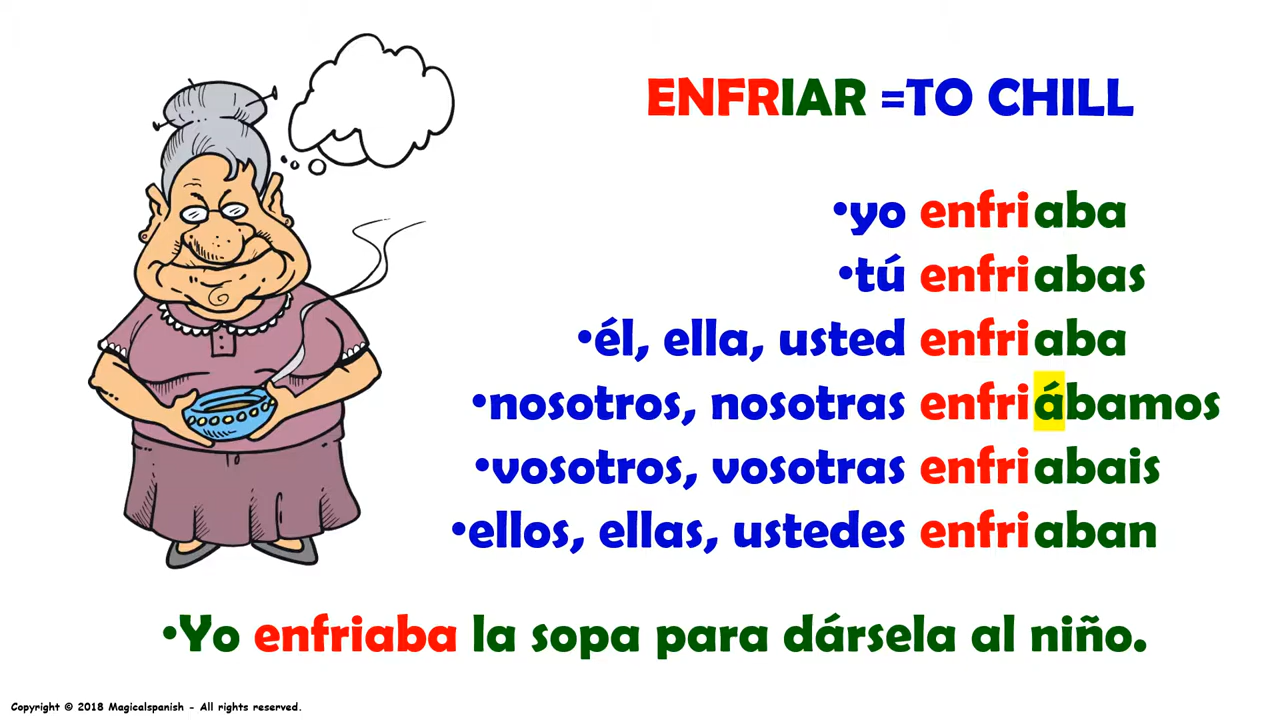 ENFRIAR =TO CHILL
•yo enfriaba
•tú enfriabas
•él, ella, usted enfriaba
•nosotros, nosotras enfriábamos
•vosotros, vosotras enfriabais
•ellos, ellas, ustedes enfriaban
•Yo enfriaba la sopa para dársela al niño.
Copyright © 2018 Magicalspanish - All rights reserved.